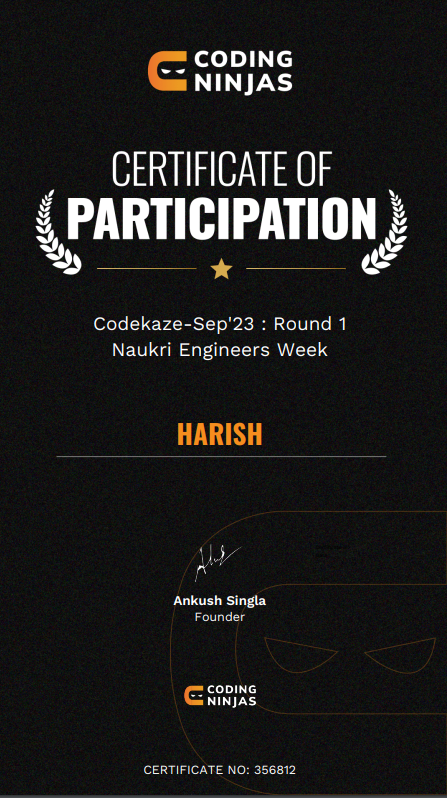 CODING
NINJAS
CERTIFICATE OF
PARTICIPATION
Codekaze-Sep'23 : Round 1
Naukri Engineers Week
HARISH
Ankush Singla
Founder
CODING
NINJAS
CERTIFICATE NO: 356812